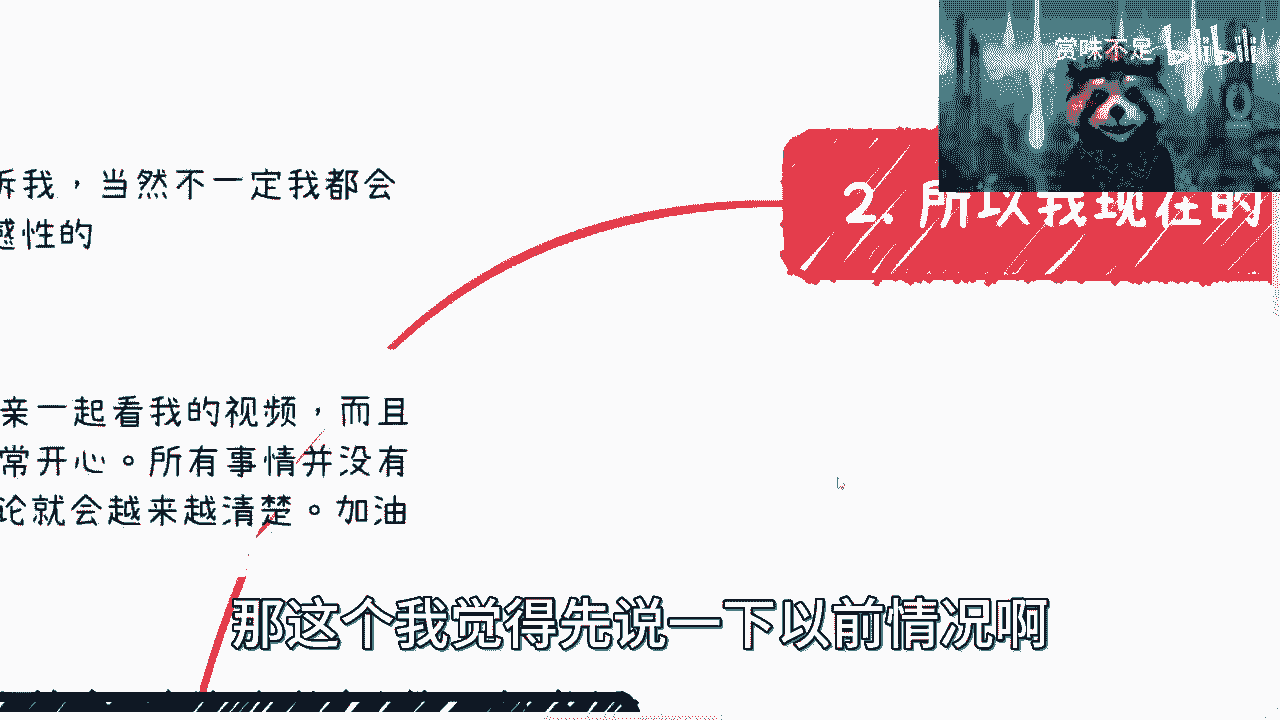 赏味不足 bilibili
诉我，当然不一定我都会
感性的
2. 所以我现在的
亲一起看我的视频，而且
常开心。所有事情并没有
论就会越来越清楚。加油
那这个我觉得先说一下以前情况啊